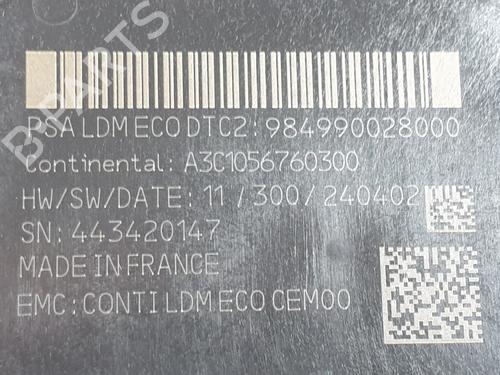 PSA LDM ECO DTC2: 984990028000
Continental: A3C1056760300
HW/SW/DATE: 11 / 300 / 240402
SN: 443420147
MADE IN FRANCE
EMC: CONTI LDM ECO CEM00
B-PARTS